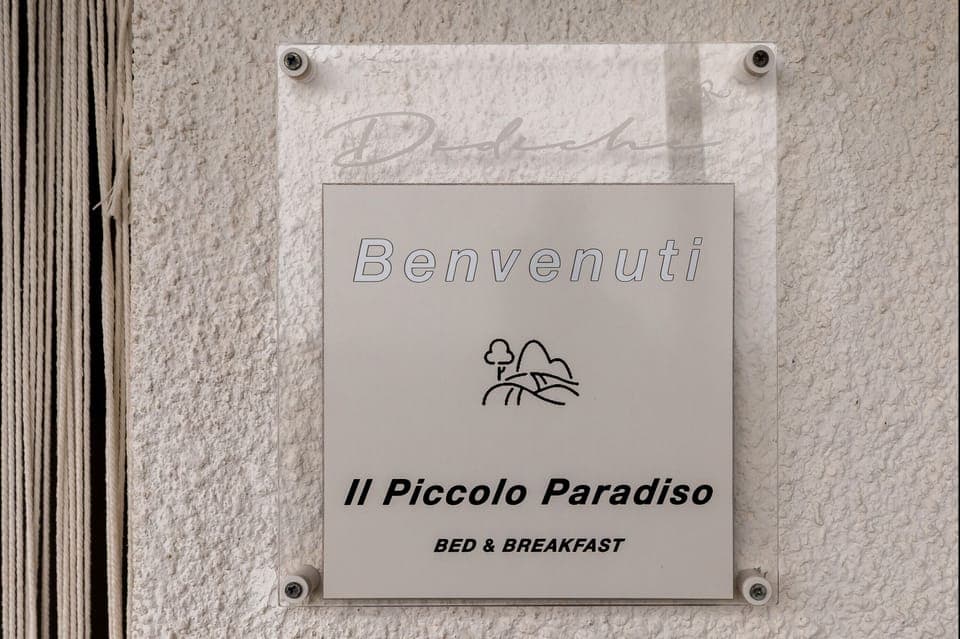 Benvenuti
Il Piccolo Paradiso
BED & BREAKFAST